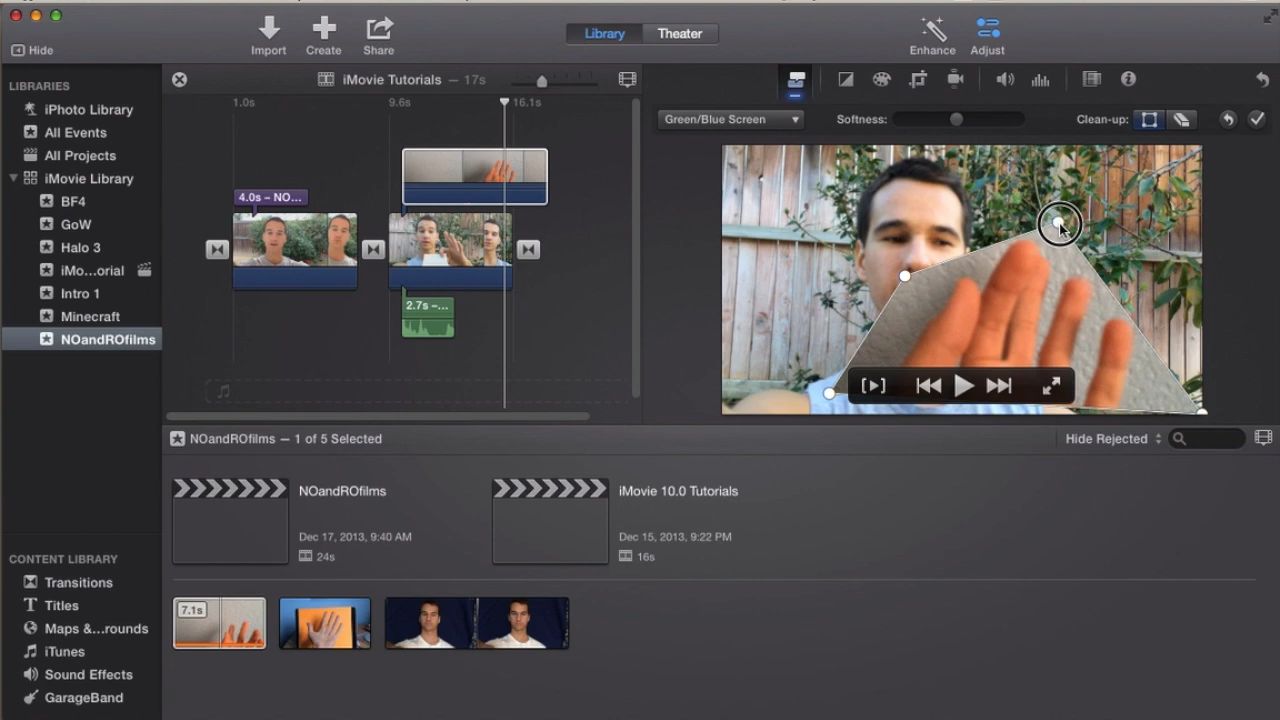 Import
Create
Share
Library
Theater
Enhance
Adjust
Hide
LIBRARIES
iPhoto Library
All Events
All Projects
iMovie Library
BF4
GoW
Halo 3
iMo...orial
Intro 1
Minecraft
NOandROfilms
CONTENT LIBRARY
Transitions
Titles
Maps &...rounds
iTunes
Sound Effects
GarageBand
iMovie Tutorials — 17s
1.0s
9.6s
16.1s
4.0s – NO...
2.7s –...
Green/Blue Screen
Softness:
Clean-up:
NOandROfilms — 1 of 5 Selected
Hide Rejected
NOandROfilms
Dec 17, 2013, 9:40 AM
24s
iMovie 10.0 Tutorials
Dec 15, 2013, 9:22 PM
16s
7.1s